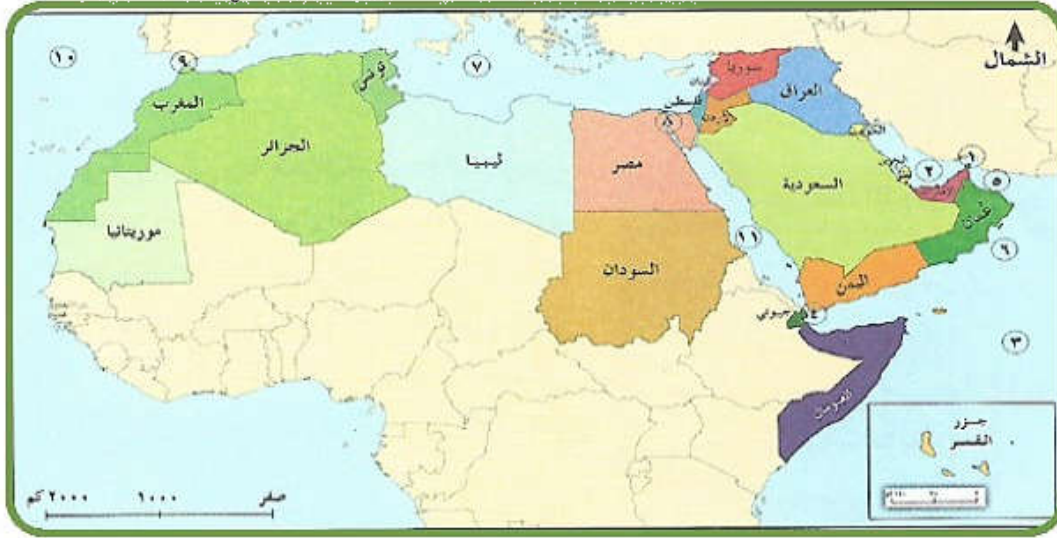 الشمال
١٠
٩
٧
المغرب
تونس
الجزائر
ليبيا
مصر
موريتانيا
السودان
سوريا
لبنان
فلسطين
الأردن
٨
العراق
الكويت
السعودية
١
٢
٥
عُمان
٦
١١
اليمن
جيبوتي
٤
٣
الصومال
جزر
القمر
صفر
١٠٠٠
٢٠٠٠ كم